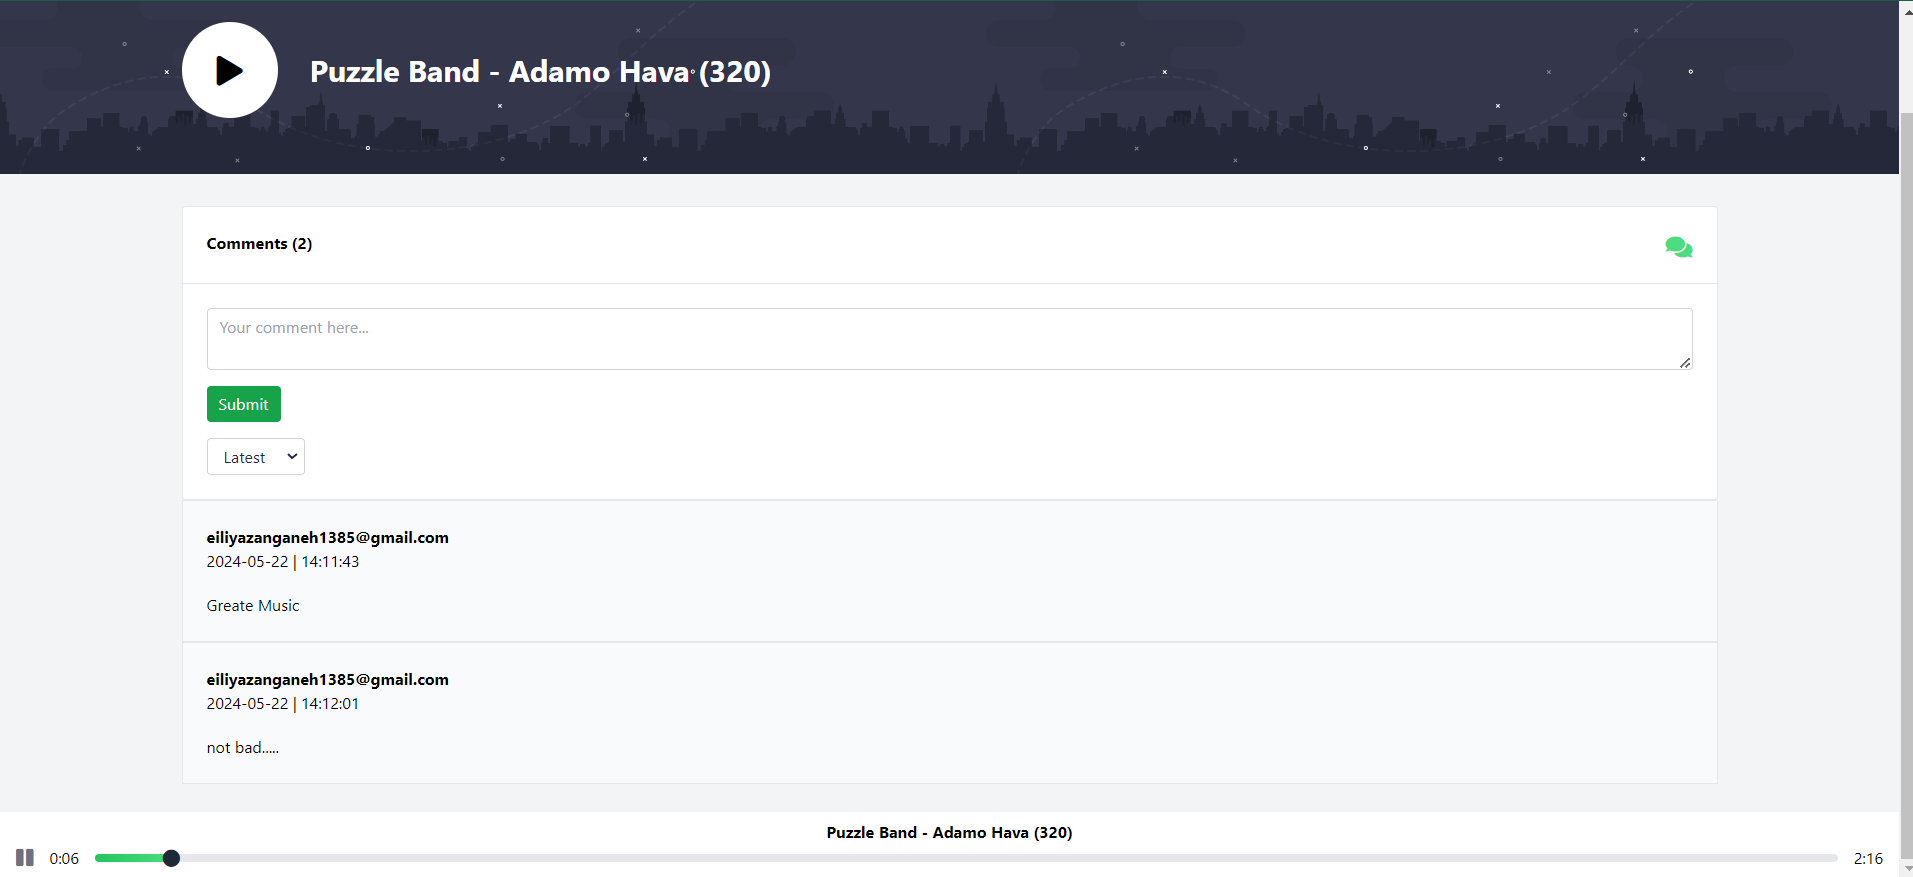 Puzzle Band - Adamo Hava (320)
Comments (2)
Your comment here...
Submit
Latest
eiliyazanganeh1385@gmail.com
2024-05-22 | 14:11:43
Greate Music
eiliyazanganeh1385@gmail.com
2024-05-22 | 14:12:01
not bad.....
Puzzle Band - Adamo Hava (320)
0:06
2:16